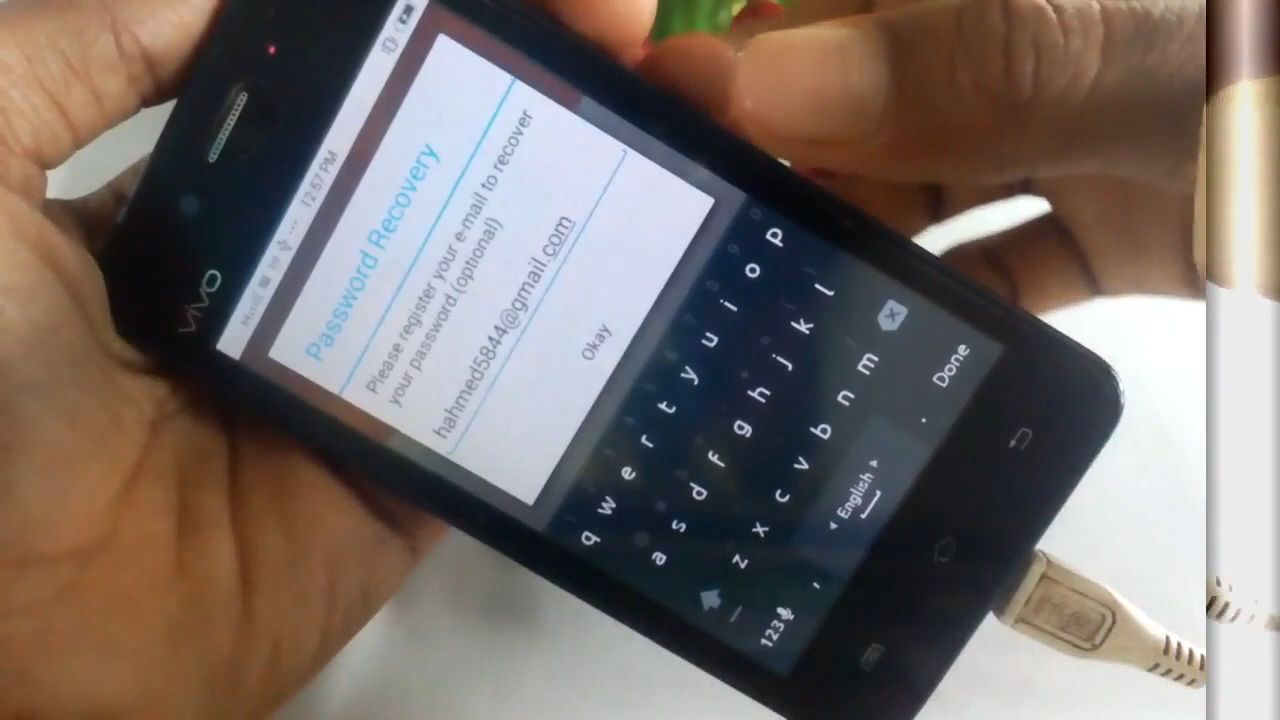 vivo
12:57 PM
Password Recovery
Please register your e-mail to recover
your password.(optional)
hahmed5844@gmail.com
Okay
q w e r t y u i o p
a s d f g h j k l
z x c v b n m
123 , English . Done